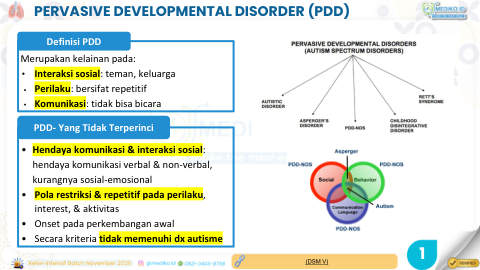 PERVASIVE DEVELOPMENTAL DISORDER (PDD)
Definisi PDD
Merupakan kelainan pada:
• Interaksi sosial: teman, keluarga
• Perilaku: bersifat repetitif
• Komunikasi: tidak bisa bicara
PDD- Yang Tidak Terperinci
• Hendaya komunikasi & interaksi sosial:
hendaya komunikasi verbal & non-verbal,
kurangnya sosial-emosional
• Pola restriksi & repetitif pada perilaku,
interest, & aktivitas
• Onset pada perkembangan awal
• Secara kriteria tidak memenuhi dx autisme
PERVASIVE DEVELOPMENTAL DISORDERS
(AUTISM SPECTRUM DISORDERS)
AUTISTIC
DISORDER
ASPERGER'S
DISORDER
PDD-NOS
CHILDHOOD
DISINTEGRATIVE
DISORDER
RETT'S
SYNDROME
Asperger
PDD-NOS
PDD-NOS
Social
Behavior
Communication
Language
Autism
PDD-NOS
(DSM V)
1